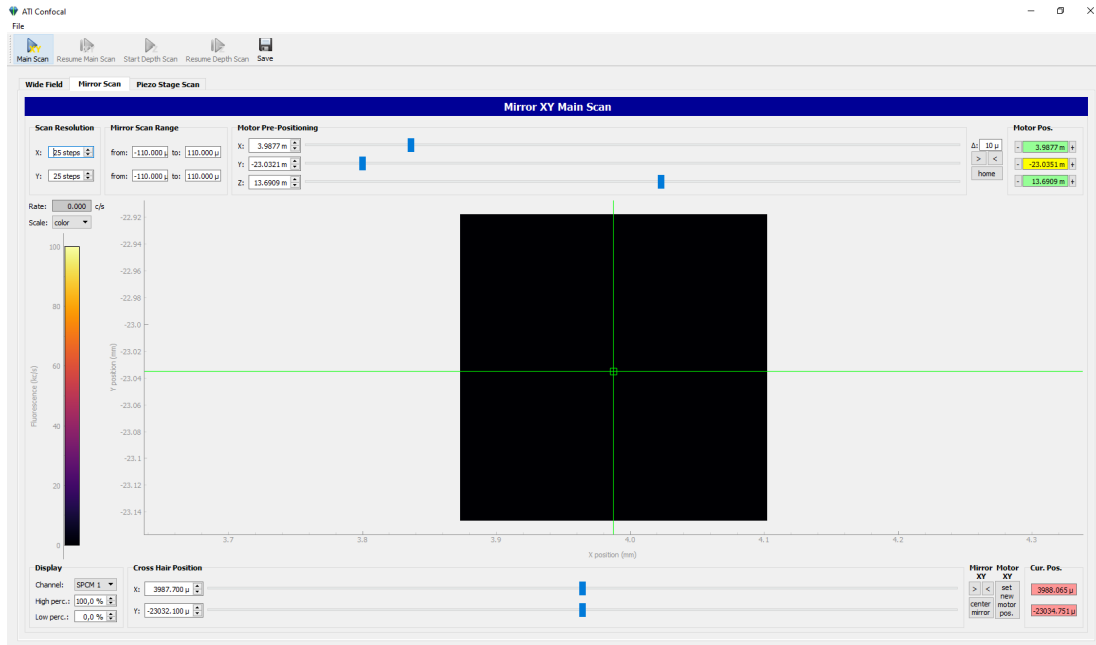 ATI Confocal
File
Main Scan Resume Main Scan Start Depth Scan Resume Depth Scan Save
Wide Field Mirror Scan Piezo Stage Scan
Mirror XY Main Scan
Scan Resolution Mirror Scan Range Motor Pre-Positioning Motor Pos.
X: 25 steps from: -110.000 µ to: 110.000 µ X: 3.9877 m Δ: 10 µ - 3.9877 m +
> <
Y: 25 steps from: -110.000 µ to: 110.000 µ Y: -23.0321 m - -23.0351 m +
home
Z: 13.6909 m - 13.6909 m +
Rate: 0.000 c/s
Scale: color
100
80
60
40
20
0
Fluorescence (kc/s)
-22.92
-22.94
-22.96
-22.98
-23.0
-23.02
-23.04
-23.06
-23.08
-23.1
-23.12
-23.14
Y position (mm)
3.7 3.8 3.9 4.0 4.1 4.2 4.3
X position (mm)
Display
Channel: SPCM 1
High perc.: 100,0 %
Low perc.: 0,0 %
Cross Hair Position
X: 3987.700 µ
Y: -23032.100 µ
Mirror XY
> <
center mirror
Motor XY
set new motor pos.
Cur. Pos.
3988.065 µ
-23034.751 µ